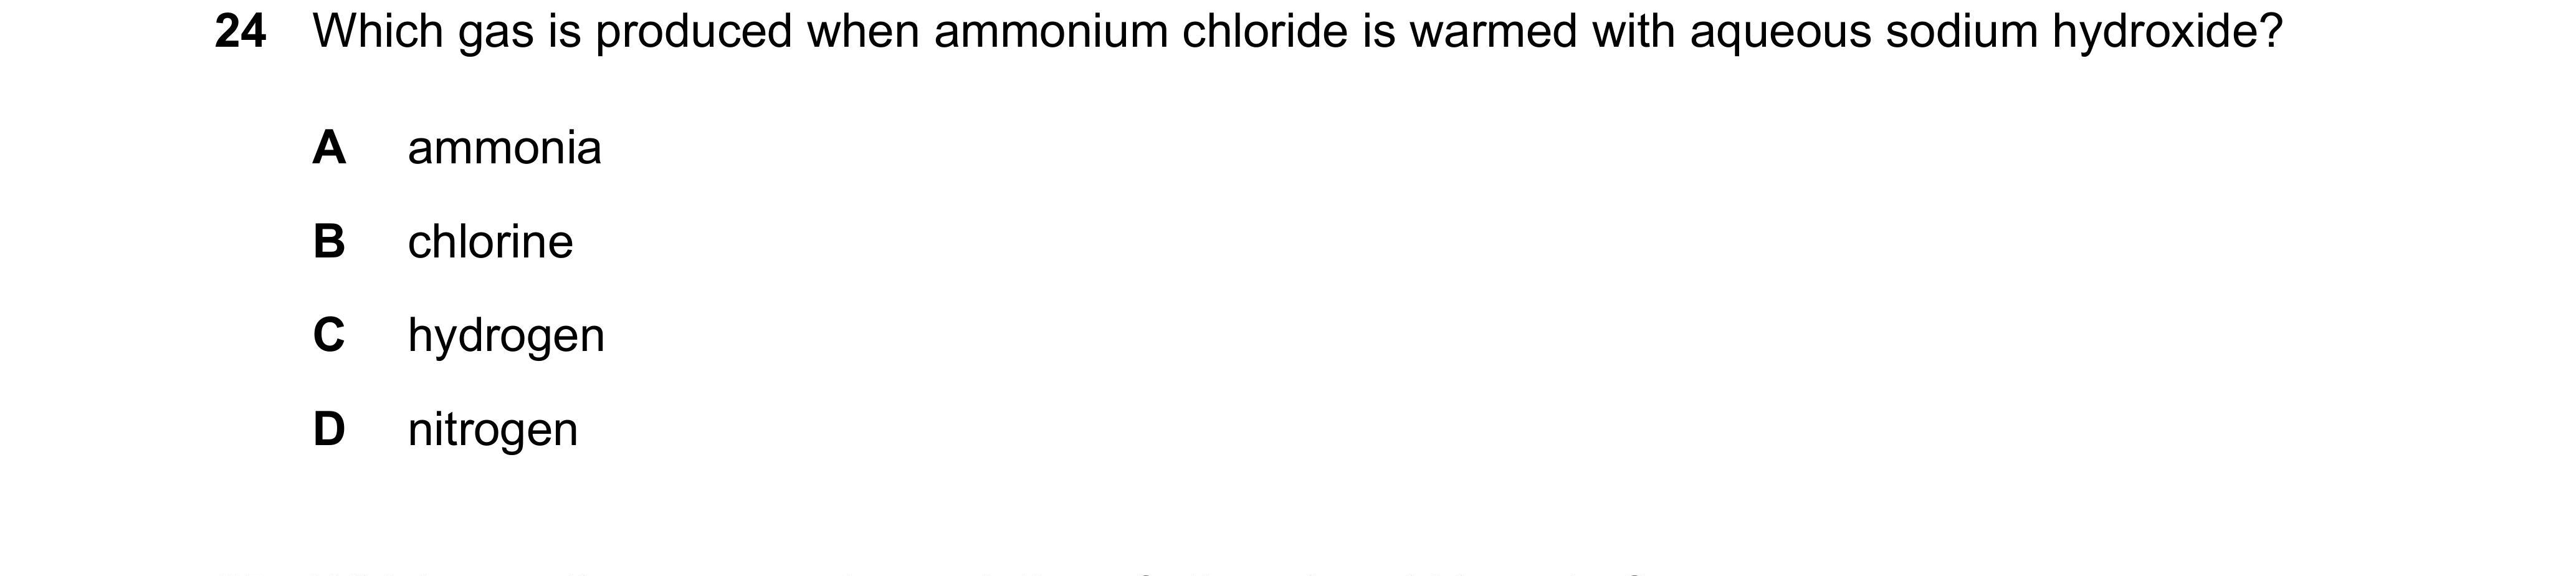 24 Which gas is produced when ammonium chloride is warmed with aqueous sodium hydroxide?
A ammonia
B chlorine
C hydrogen
D nitrogen